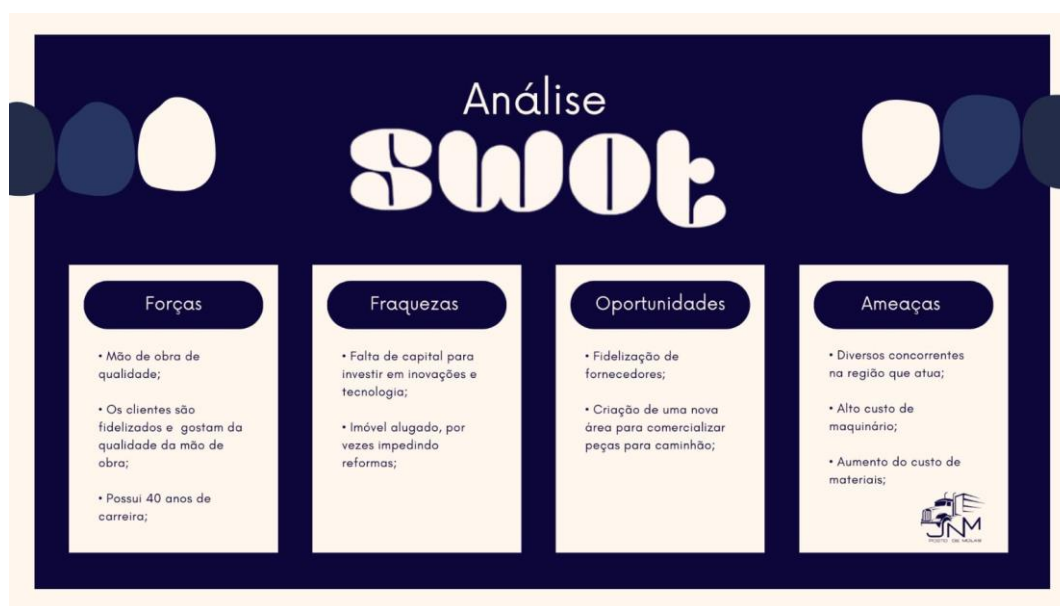 Análise
SWOt
Forças
• Mão de obra de
qualidade;
• Os clientes são
fidelizados e gostam da
qualidade da mão de
obra;
• Possui 40 anos de
carreira;
Fraquezas
• Falta de capital para
investir em inovações e
tecnologia;
• Imóvel alugado, por
vezes impedindo
reformas;
Oportunidades
• Fidelização de
fornecedores;
• Criação de uma nova
área para comercializar
peças para caminhão;
Ameaças
• Diversos concorrentes
na região que atua;
• Alto custo de
maquinário;
• Aumento do custo de
materiais;
JNM
POSTO DE MOLAS